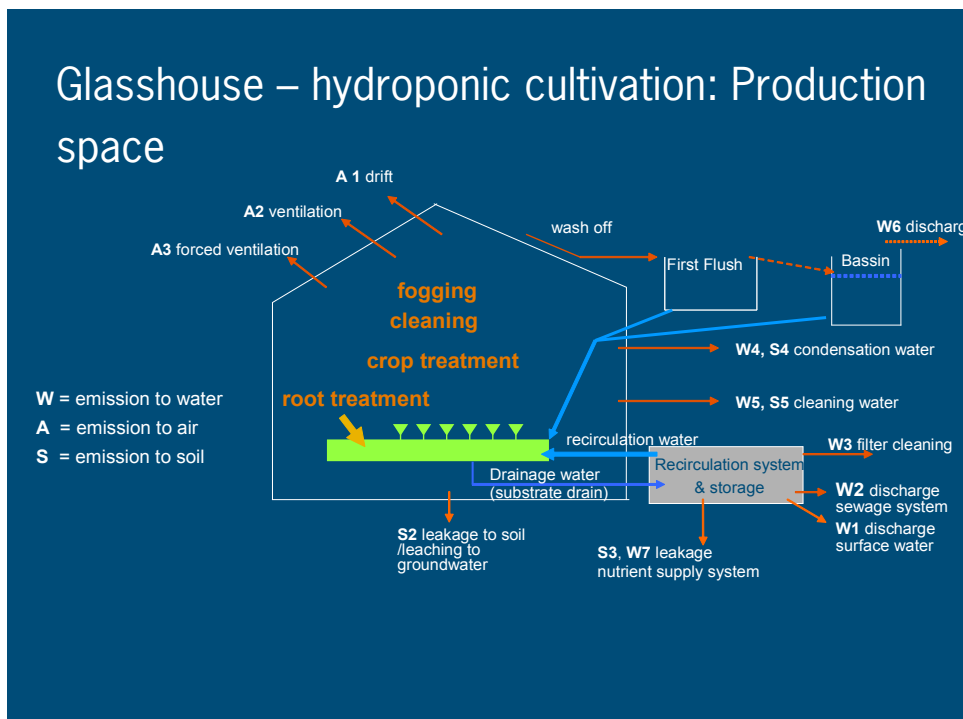 Glasshouse – hydroponic cultivation: Production
space
A 1 drift
A2 ventilation
A3 forced ventilation
wash off
First Flush
W6 discharg
Bassin
fogging
cleaning
crop treatment
root treatment
W4, S4 condensation water
W5, S5 cleaning water
W = emission to water
A = emission to air
S = emission to soil
recirculation water
W3 filter cleaning
Drainage water
(substrate drain)
Recirculation system
& storage
W2 discharge
sewage system
W1 discharge
surface water
S2 leakage to soil
/leaching to
groundwater
S3, W7 leakage
nutrient supply system